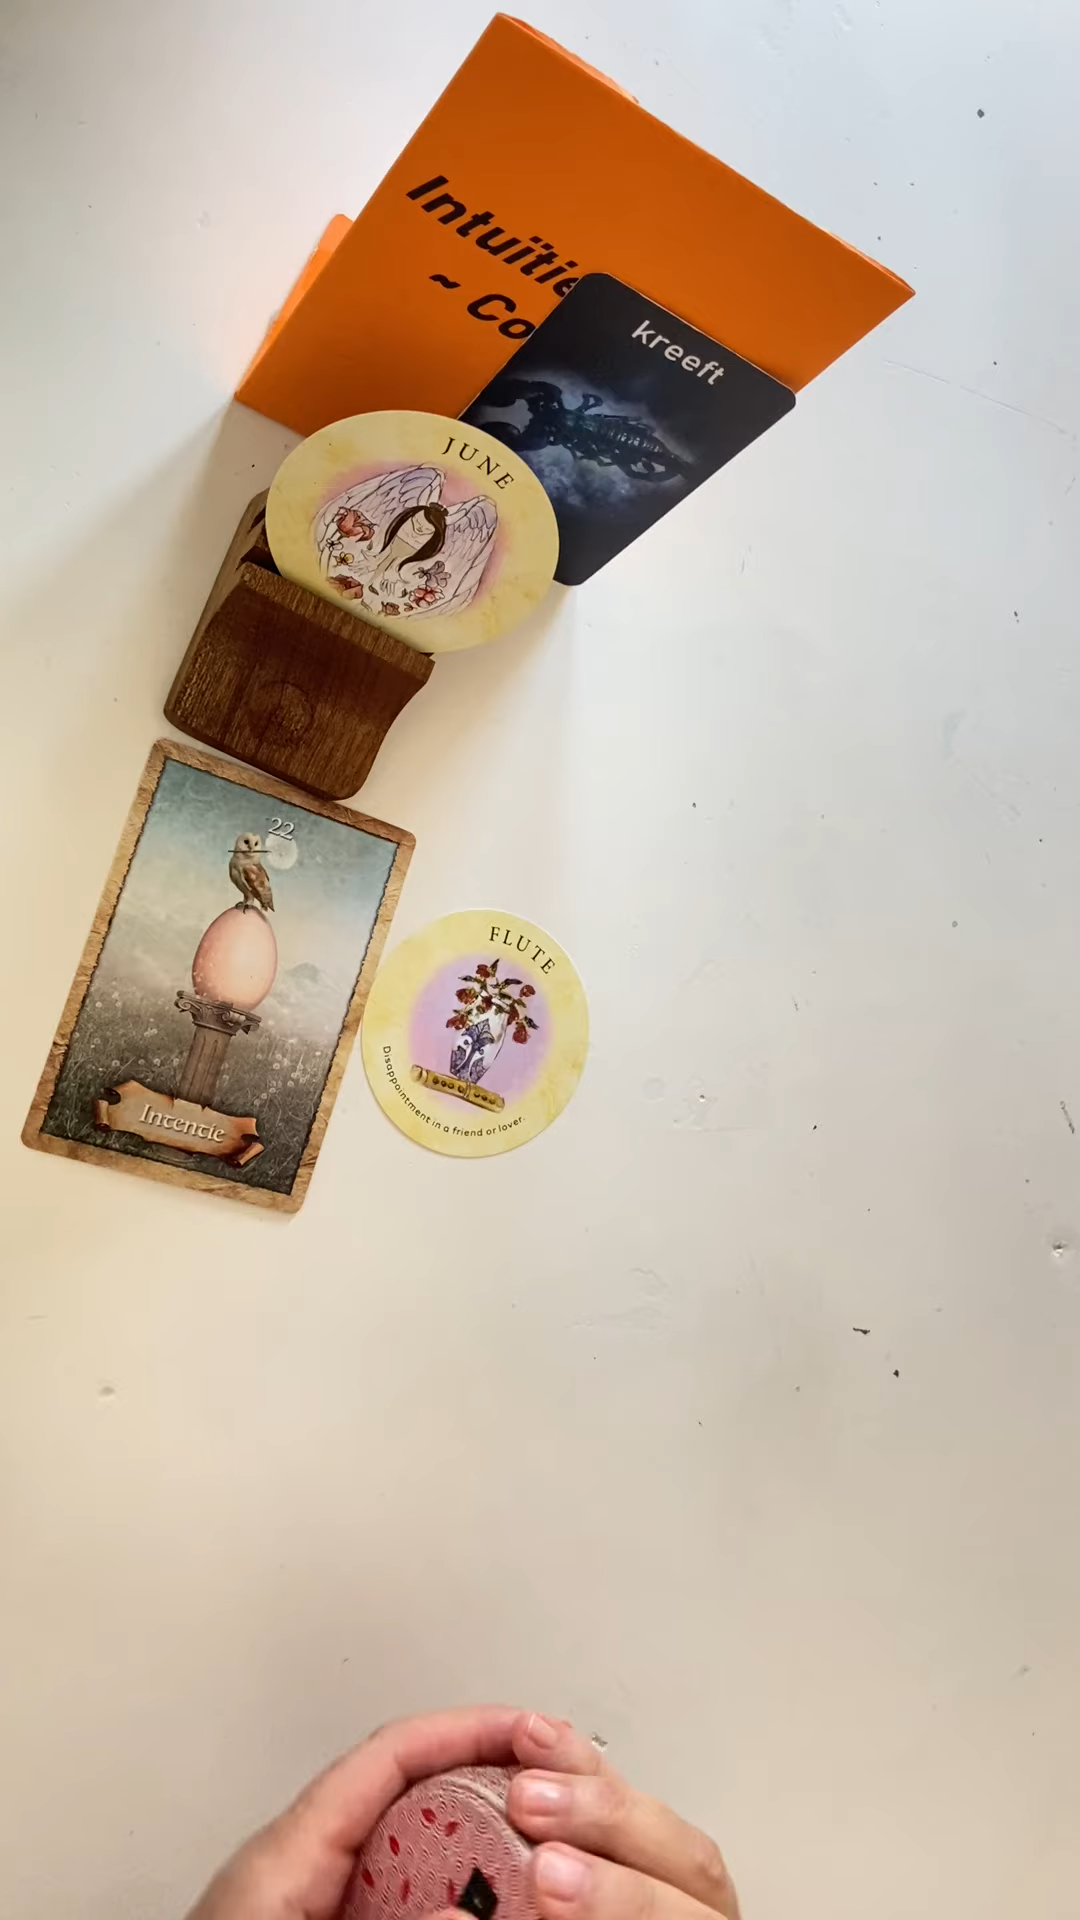 Intuïtie
~ Co
kreeft
JUNE
22
Intentie
FLUTE
Disappointment in a friend or lover.